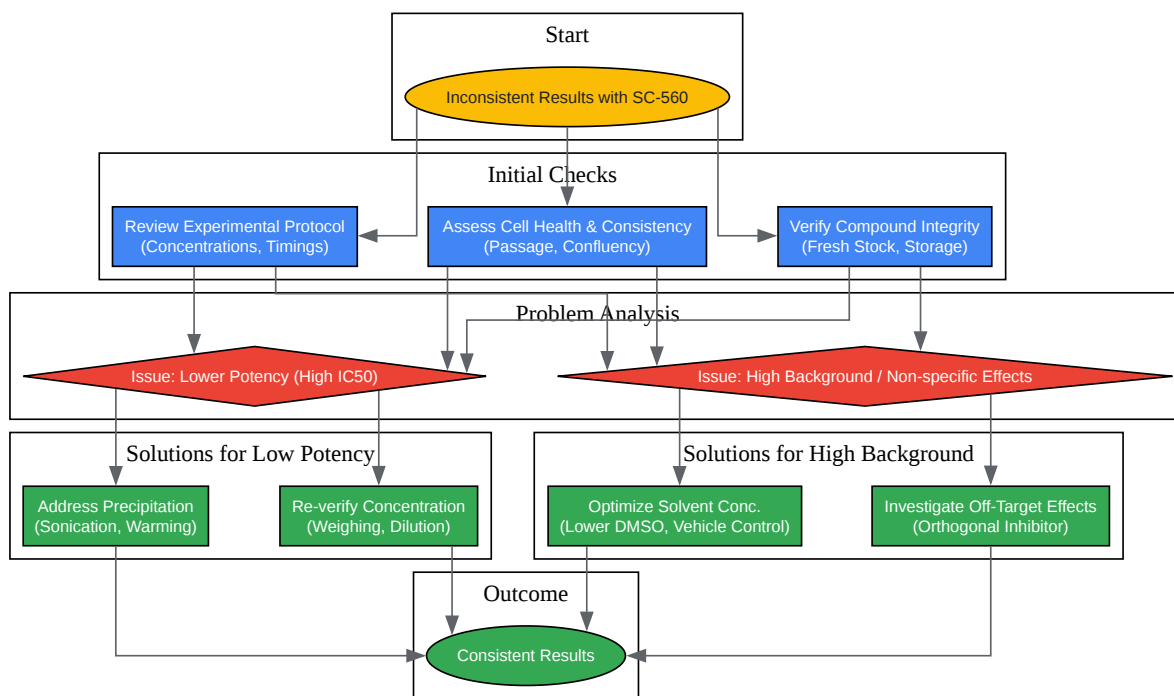 Start
Inconsistent Results with SC-560
Initial Checks
Review Experimental Protocol
(Concentrations, Timings)
Assess Cell Health & Consistency
(Passage, Confluency)
Verify Compound Integrity
(Fresh Stock, Storage)
Problem Analysis
Issue: Lower Potency (High IC50)
Issue: High Background / Non-specific Effects
Solutions for Low Potency
Address Precipitation
(Sonication, Warming)
Re-verify Concentration
(Weighing, Dilution)
Solutions for High Background
Optimize Solvent Conc.
(Lower DMSO, Vehicle Control)
Investigate Off-Target Effects
(Orthogonal Inhibitor)
Outcome
Consistent Results